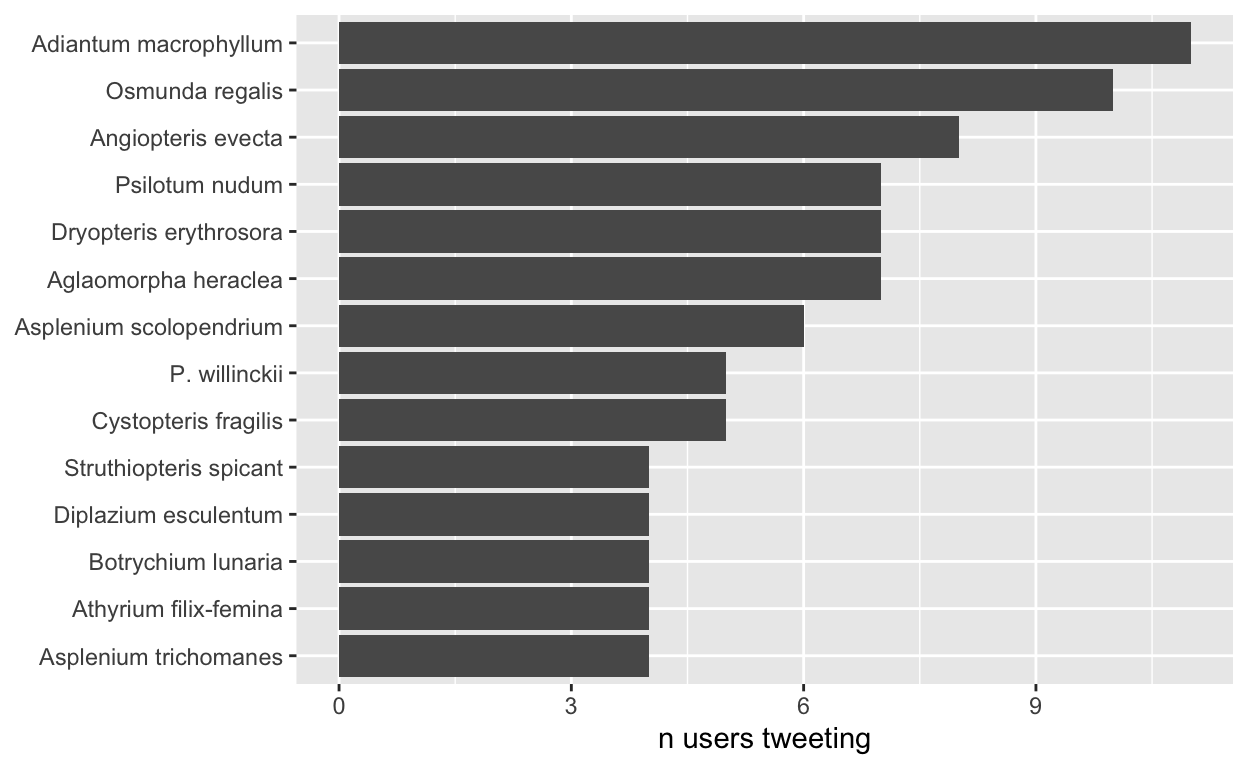 Adiantum macrophyllum
Osmunda regalis
Angiopteris evecta
Psilotum nudum
Dryopteris erythrosora
Aglaomorpha heraclea
Asplenium scolopendrium
P. willinckii
Cystopteris fragilis
Struthiopteris spicant
Diplazium esculentum
Botrychium lunaria
Athyrium filix-femina
Asplenium trichomanes
0 3 6 9
n users tweeting